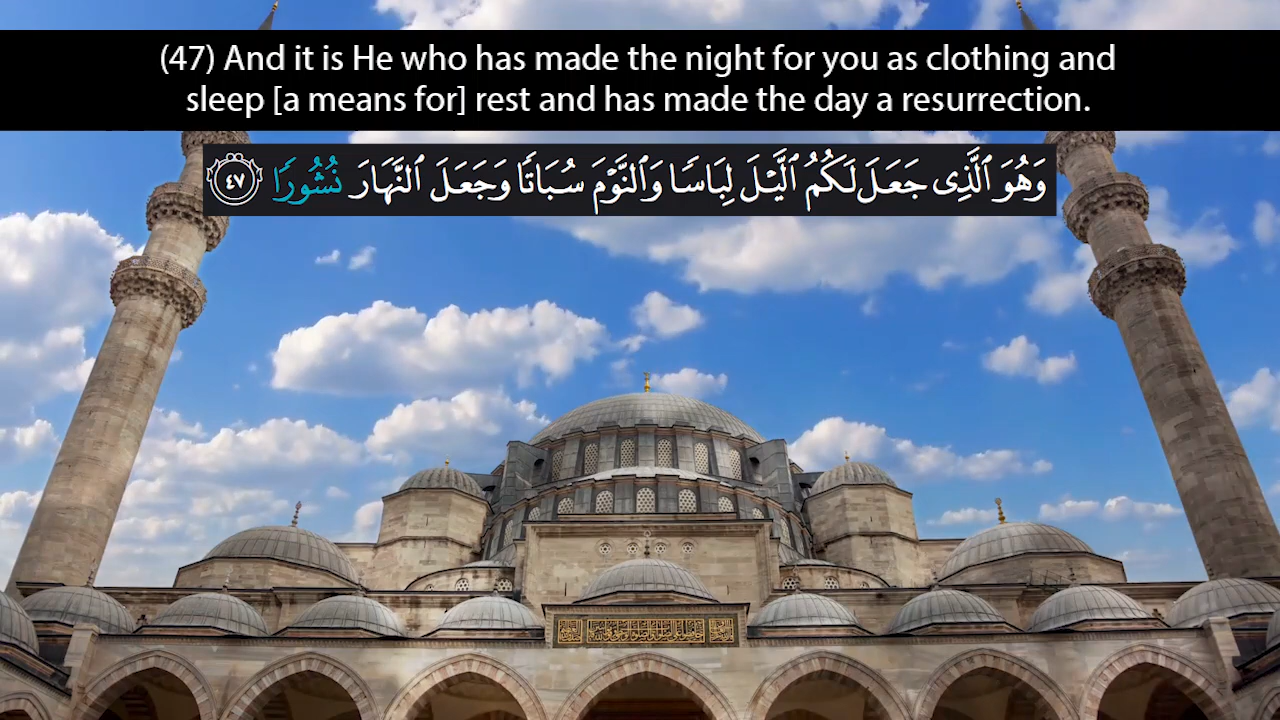 (47) And it is He who has made the night for you as clothing and
sleep [a means for] rest and has made the day a resurrection.
وَهُوَ ٱلَّذِى جَعَلَ لَكُمُ ٱلَّيْلَ لِبَاسًا وَٱلنَّوْمَ سُبَاتًا وَجَعَلَ ٱلنَّهَارَ نُشُورًا ٤٧